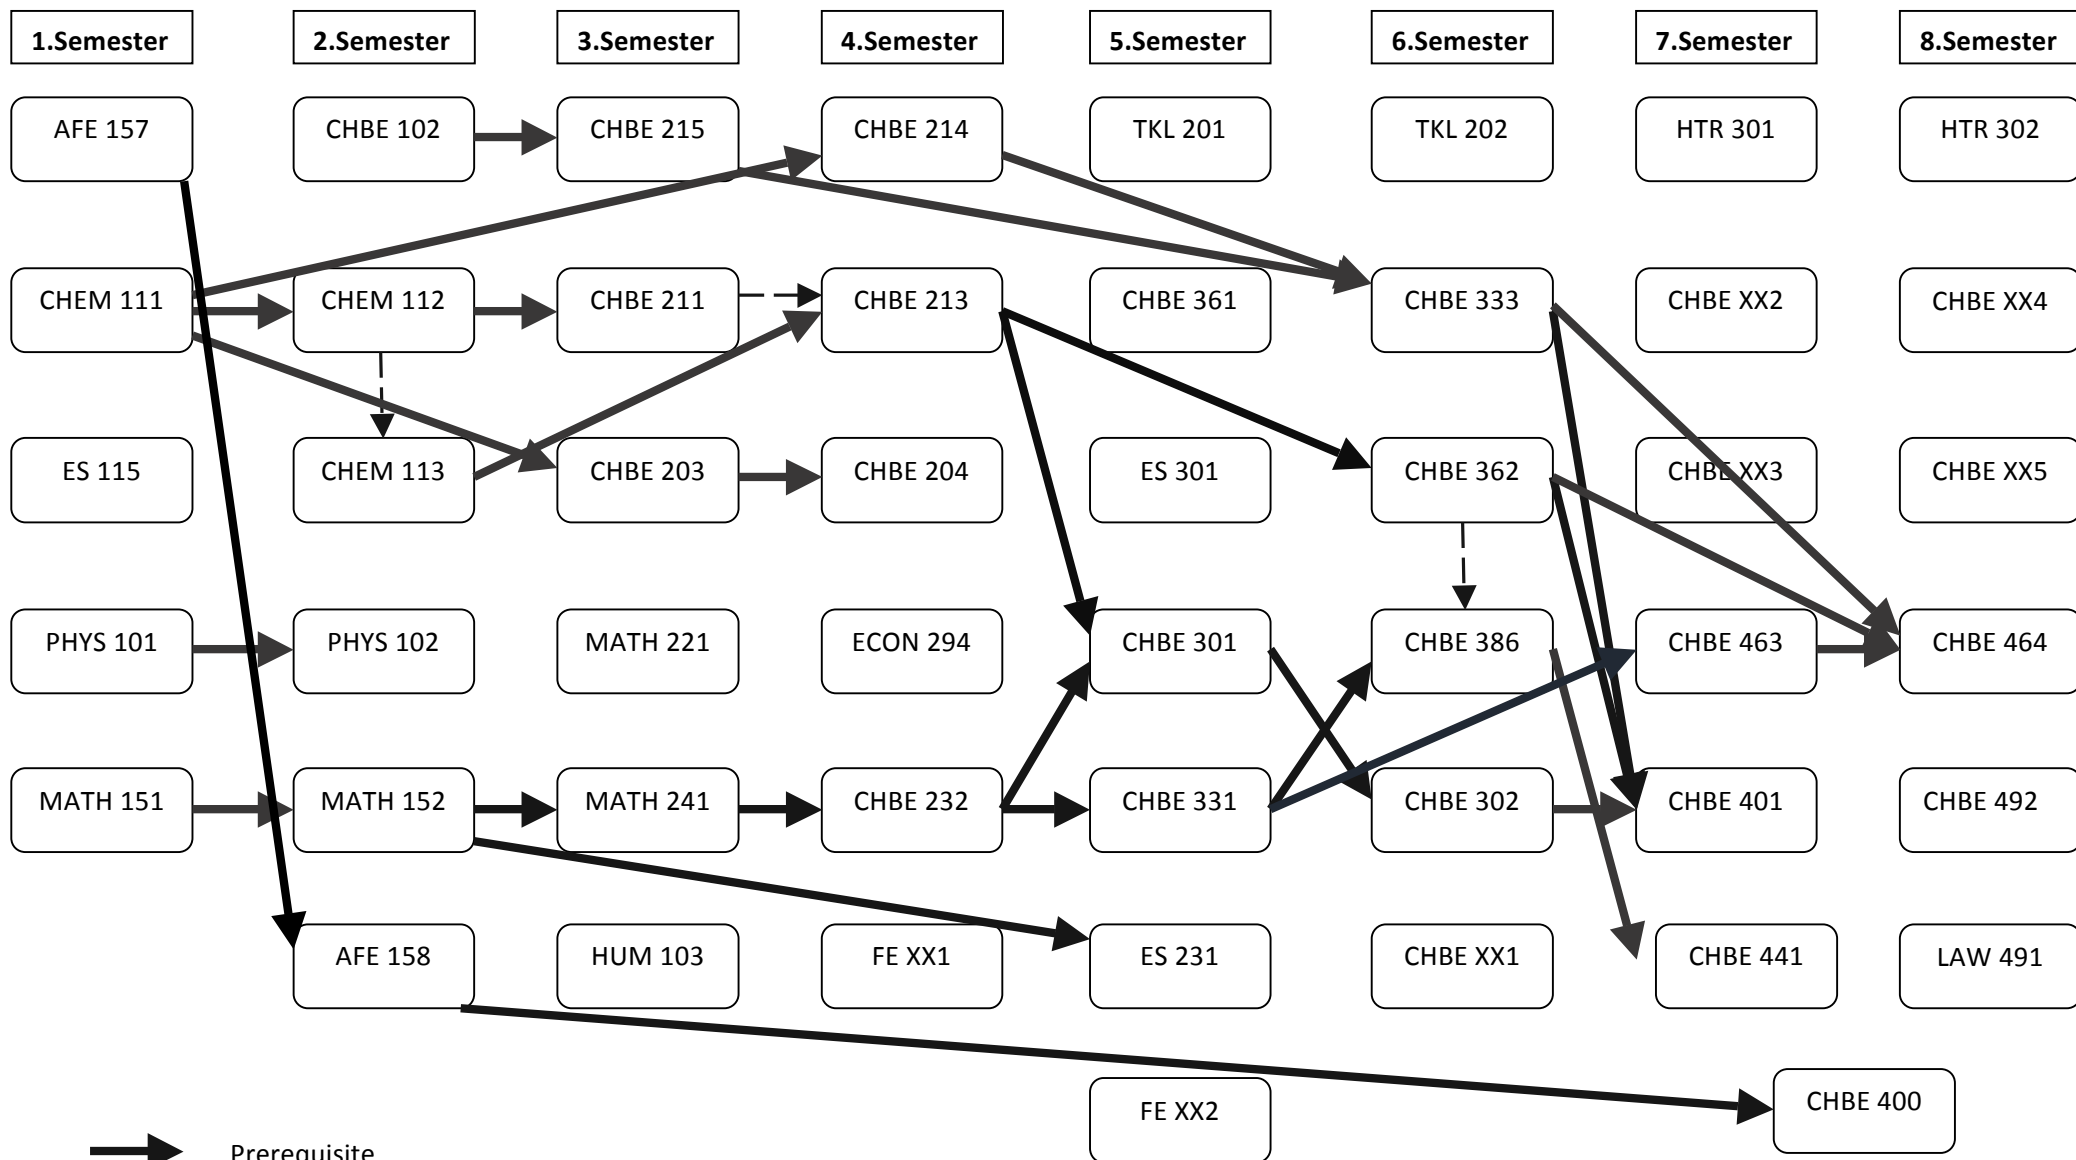 1.Semester
2.Semester
3.Semester
4.Semester
5.Semester
6.Semester
7.Semester
8.Semester
AFE 157
CHBE 102
CHBE 215
CHBE 214
TKL 201
TKL 202
HTR 301
HTR 302
CHEM 111
CHEM 112
CHBE 211
CHBE 213
CHBE 361
CHBE 333
CHBE XX2
CHBE XX4
ES 115
CHEM 113
CHBE 203
CHBE 204
ES 301
CHBE 362
CHBE XX3
CHBE XX5
PHYS 101
PHYS 102
MATH 221
ECON 294
CHBE 301
CHBE 386
CHBE 463
CHBE 464
MATH 151
MATH 152
MATH 241
CHBE 232
CHBE 331
CHBE 302
CHBE 401
CHBE 492
AFE 158
HUM 103
FE XX1
ES 231
CHBE XX1
CHBE 441
LAW 491
FE XX2
CHBE 400
Prerequisite